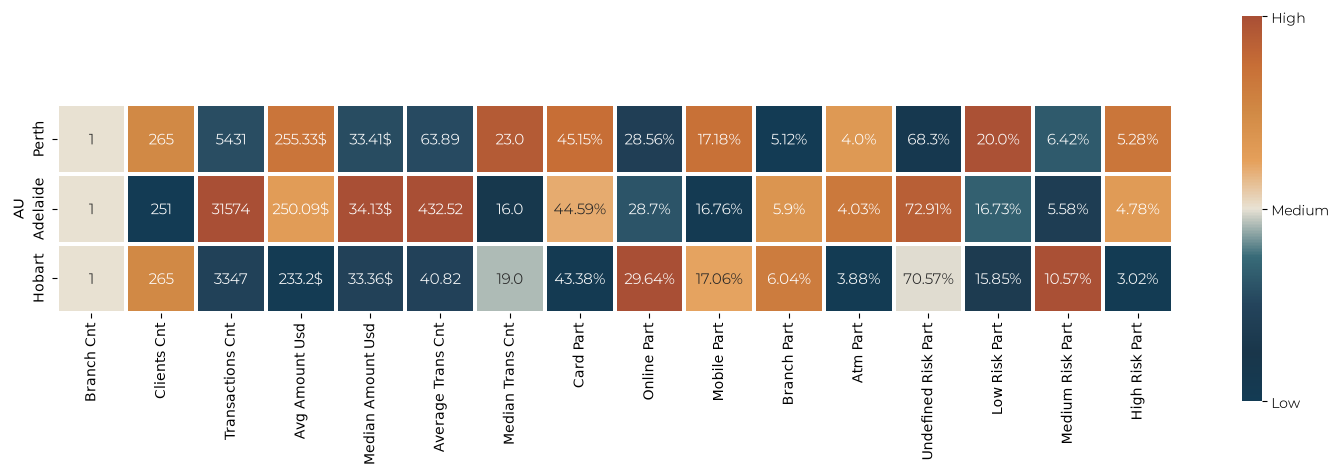 High
Perth
1
265
5431
255.33$
33.41$
63.89
23.0
45.15%
28.56%
17.18%
5.12%
4.0%
68.3%
20.0%
6.42%
5.28%
AU
Adelaide
1
251
31574
250.09$
34.13$
432.52
16.0
44.59%
28.7%
16.76%
5.9%
4.03%
72.91%
16.73%
5.58%
4.78%
Medium
Hobart
1
265
3347
233.2$
33.36$
40.82
19.0
43.38%
29.64%
17.06%
6.04%
3.88%
70.57%
15.85%
10.57%
3.02%
Low
Branch Cnt
Clients Cnt
Transactions Cnt
Avg Amount Usd
Median Amount Usd
Average Trans Cnt
Median Trans Cnt
Card Part
Online Part
Mobile Part
Branch Part
Atm Part
Undefined Risk Part
Low Risk Part
Medium Risk Part
High Risk Part